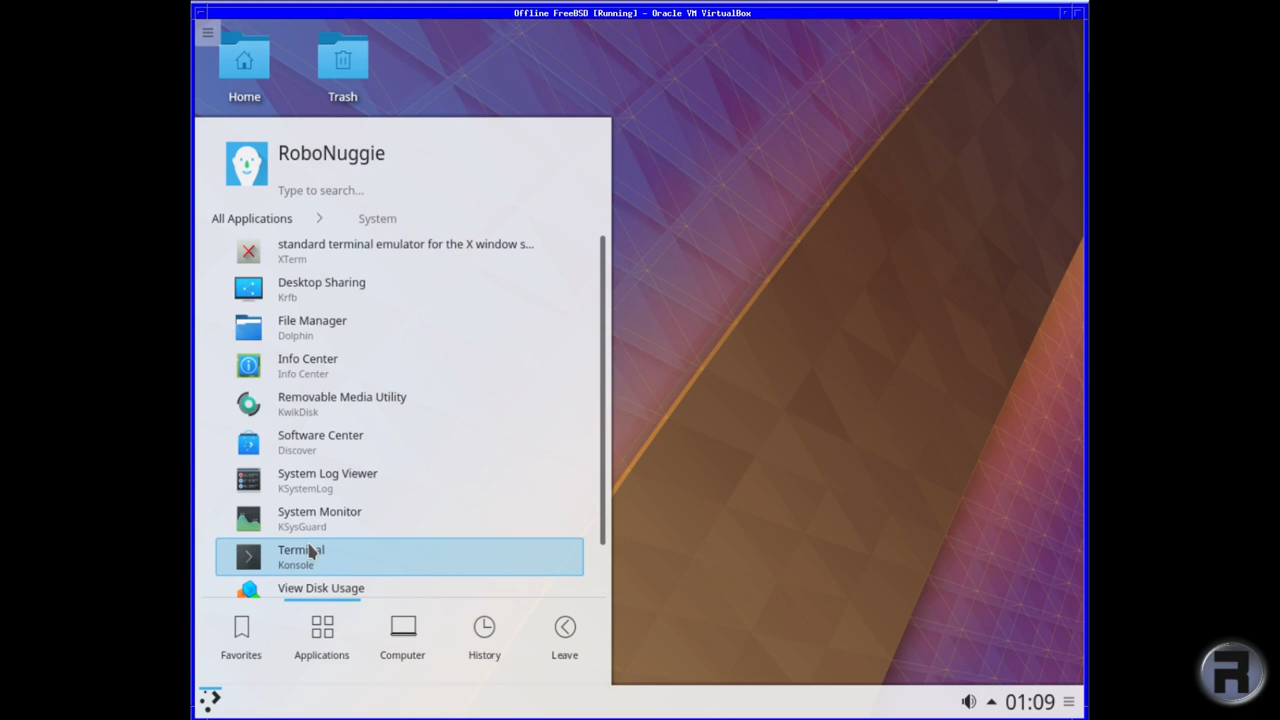 Offline FreeBSD [Running] - Oracle VM VirtualBox
Home
Trash
RoboNuggie
Type to search...
All Applications
System
standard terminal emulator for the X window s...
XTerm
Desktop Sharing
Krfb
File Manager
Dolphin
Info Center
Info Center
Removable Media Utility
KwikDisk
Software Center
Discover
System Log Viewer
KSystemLog
System Monitor
KSysGuard
Terminal
Konsole
View Disk Usage
Favorites
Applications
Computer
History
Leave
01:09
R